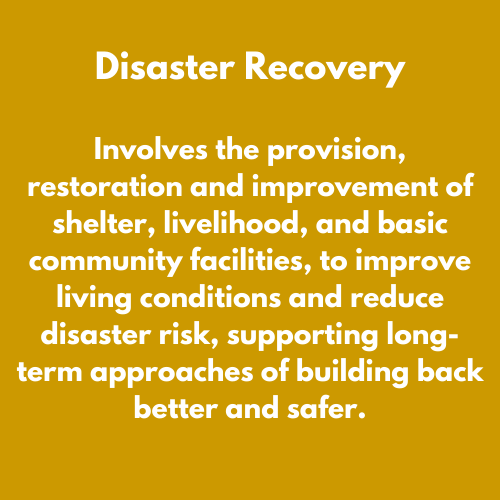 Disaster Recovery
Involves the provision,
restoration and improvement of
shelter, livelihood, and basic
community facilities, to improve
living conditions and reduce
disaster risk, supporting long-
term approaches of building back
better and safer.